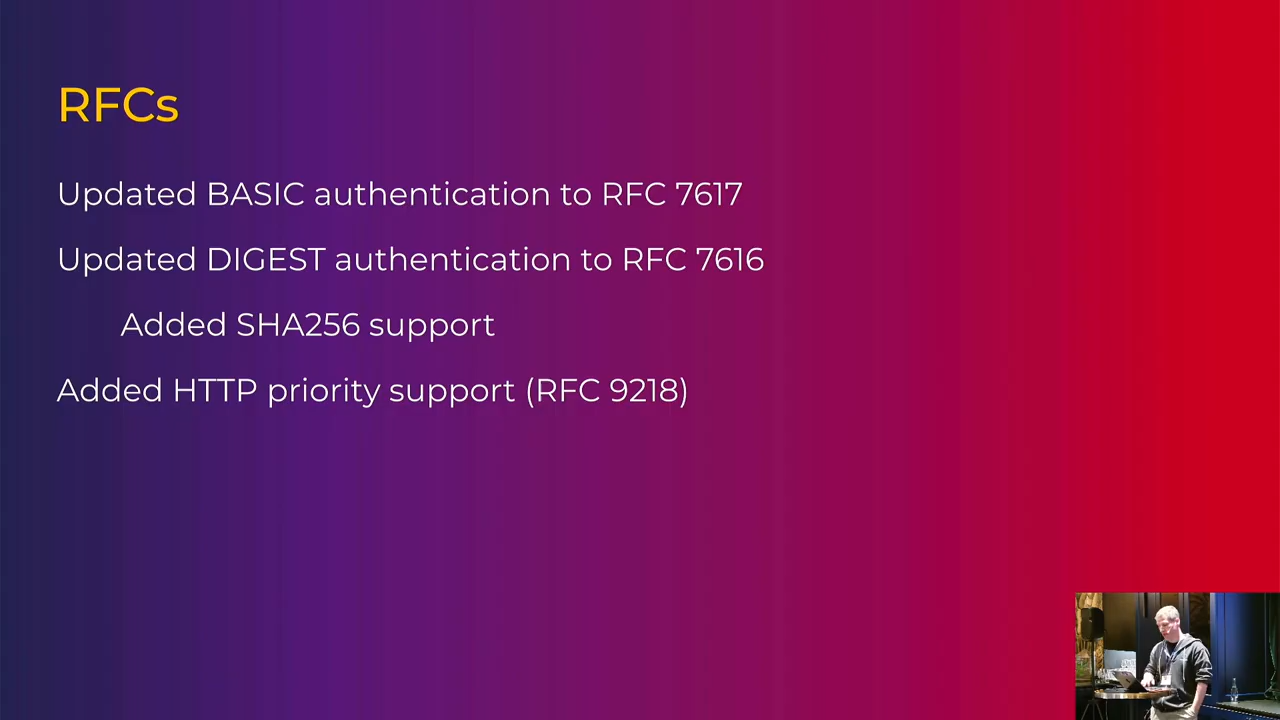 RFCs
Updated BASIC authentication to RFC 7617
Updated DIGEST authentication to RFC 7616
Added SHA256 support
Added HTTP priority support (RFC 9218)